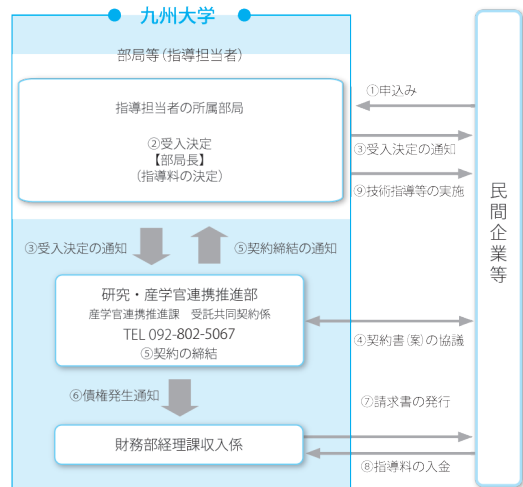 九州大学
部局等(指導担当者)
指導担当者の所属部局
②受入決定
【部局長】
(指導料の決定)
①申込み
③受入決定の通知
⑨技術指導等の実施
民間企業等
③受入決定の通知
⑤契約締結の通知
研究・産学官連携推進部
産学官連携推進課 受託共同契約係
TEL 092-802-5067
⑤契約の締結
④契約書(案)の協議
⑥債権発生通知
⑦請求書の発行
財務部経理課収入係
⑧指導料の入金